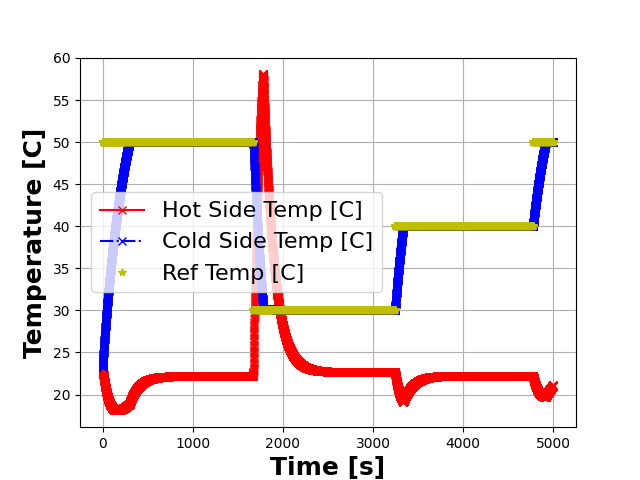 60
55
50
45
40
35
30
25
20
Temperature [C]
Hot Side Temp [C]
Cold Side Temp [C]
Ref Temp [C]
0 1000 2000 3000 4000 5000
Time [s]